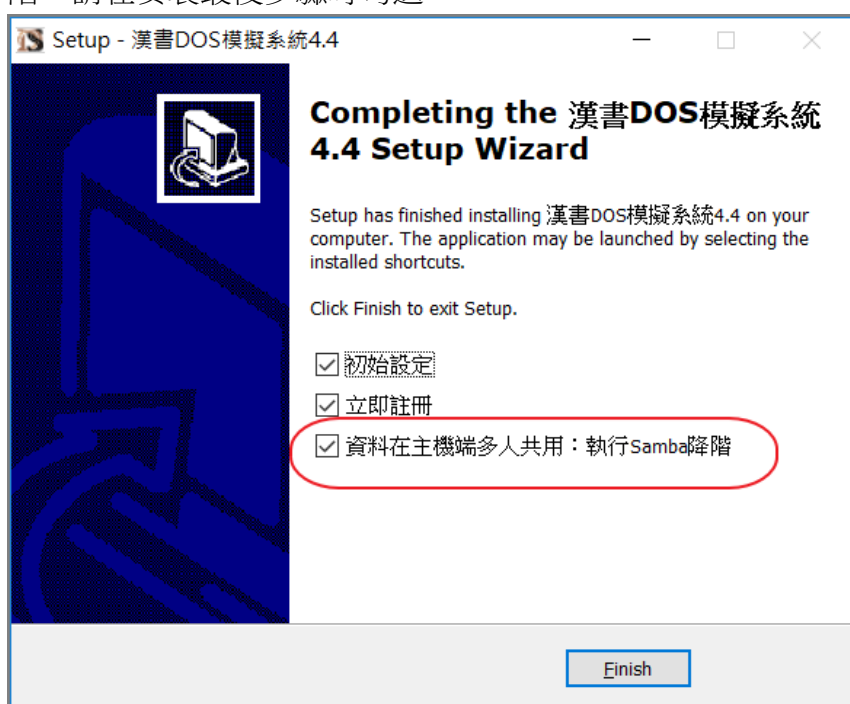 Setup - 漢書DOS模擬系統4.4
Completing the 漢書DOS模擬系統
4.4 Setup Wizard
Setup has finished installing 漢書DOS模擬系統4.4 on your
computer. The application may be launched by selecting the
installed shortcuts.
Click Finish to exit Setup.
初始設定
立即註冊
資料在主機端多人共用：執行Samba降階
Finish